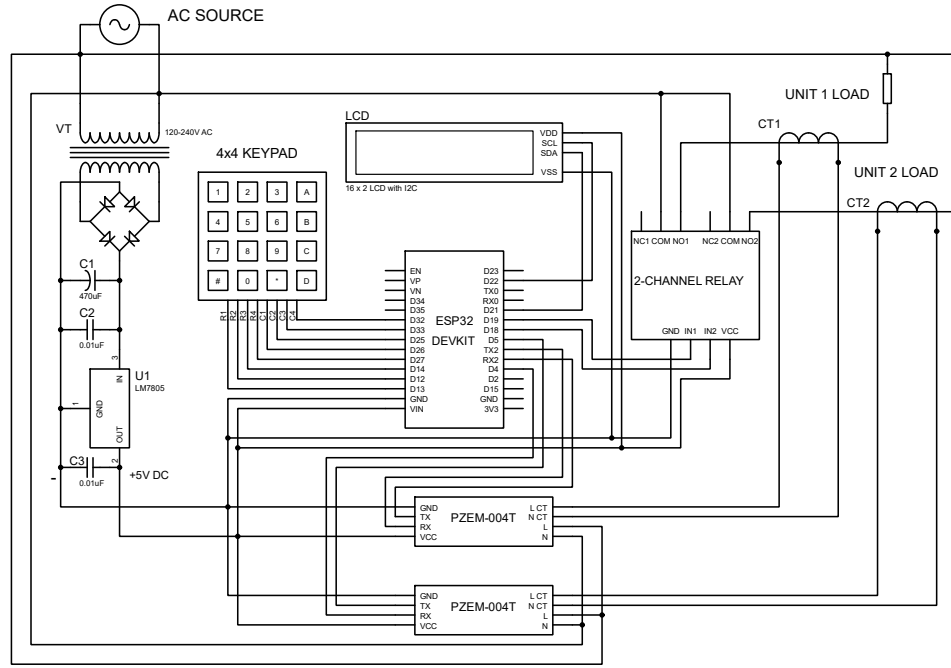 AC SOURCE
VT
120-240V AC
4x4 KEYPAD
1 2 3 A
4 5 6 B
7 8 9 C
# 0 * D
R1 R2 R3 R4 C1 C2 C3 C4
LCD
VDD
SCL
SDA
VSS
16 x 2 LCD with I2C
UNIT 1 LOAD
CT1
UNIT 2 LOAD
CT2
NC1 COM NO1 NC2 COM NO2
2-CHANNEL RELAY
GND IN1 IN2 VCC
C1
470uF
C2
0.01uF
3
IN
U1
LM7805
1
GND
OUT
2
C3
0.01uF
+5V DC
-
ESP32
DEVKIT
EN
VP
VN
D34
D35
D32
D33
D25
D26
D27
D14
D12
D13
GND
VIN
D23
D22
TX0
RX0
D21
D19
D18
D5
TX2
RX2
D4
D2
D15
GND
3V3
PZEM-004T
GND
TX
RX
VCC
L CT
N CT
L
N
PZEM-004T
GND
TX
RX
VCC
L CT
N CT
L
N